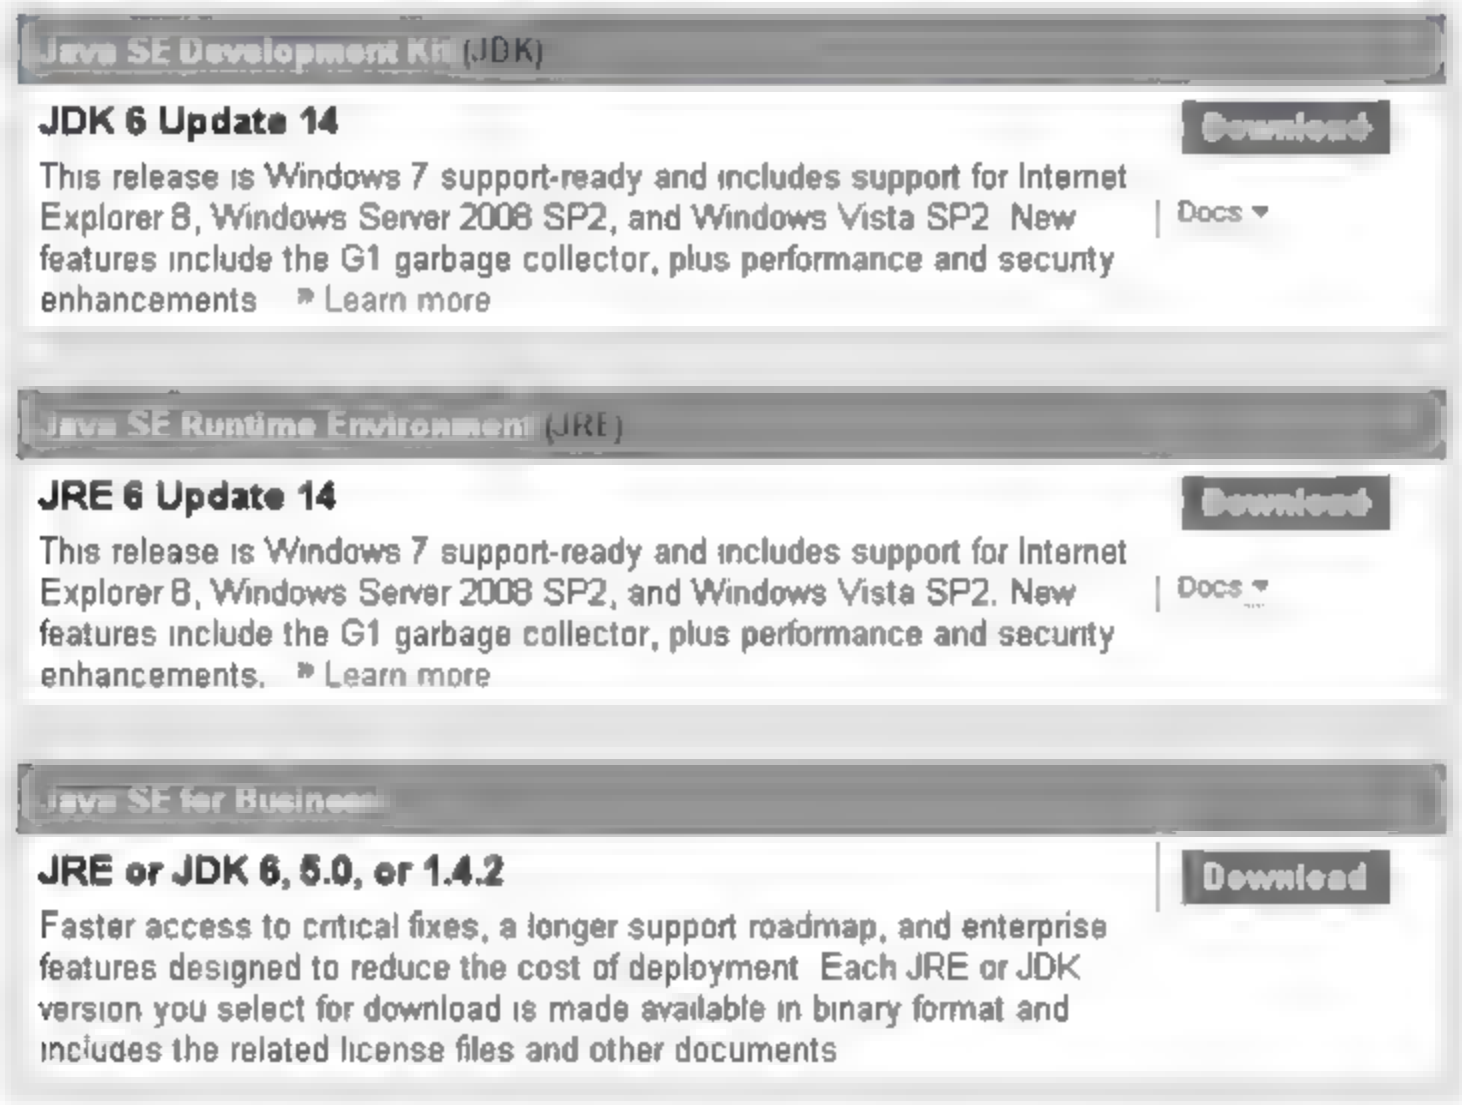 Java SE Development Kit (JDK)
JDK 6 Update 14
Download
This release is Windows 7 support-ready and includes support for Internet
Explorer 8, Windows Server 2008 SP2, and Windows Vista SP2  New
Docs
features include the G1 garbage collector, plus performance and security
enhancements  » Learn more
Java SE Runtime Environment (JRE)
JRE 6 Update 14
Download
This release is Windows 7 support-ready and includes support for Internet
Explorer 8, Windows Server 2008 SP2, and Windows Vista SP2. New
Docs
features include the G1 garbage collector, plus performance and security
enhancements.  » Learn more
Java SE for Business
JRE or JDK 6, 5.0, or 1.4.2
Download
Faster access to critical fixes, a longer support roadmap, and enterprise
features designed to reduce the cost of deployment  Each JRE or JDK
version you select for download is made available in binary format and
includes the related license files and other documents